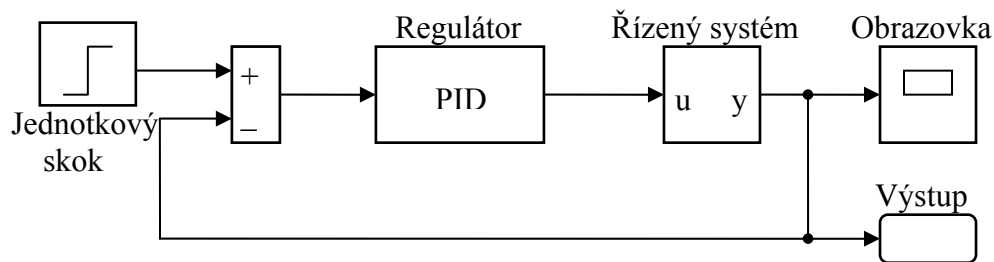 Regulátor
Řízený systém
Obrazovka
+
−
PID
u
y
Jednotkový
skok
Výstup